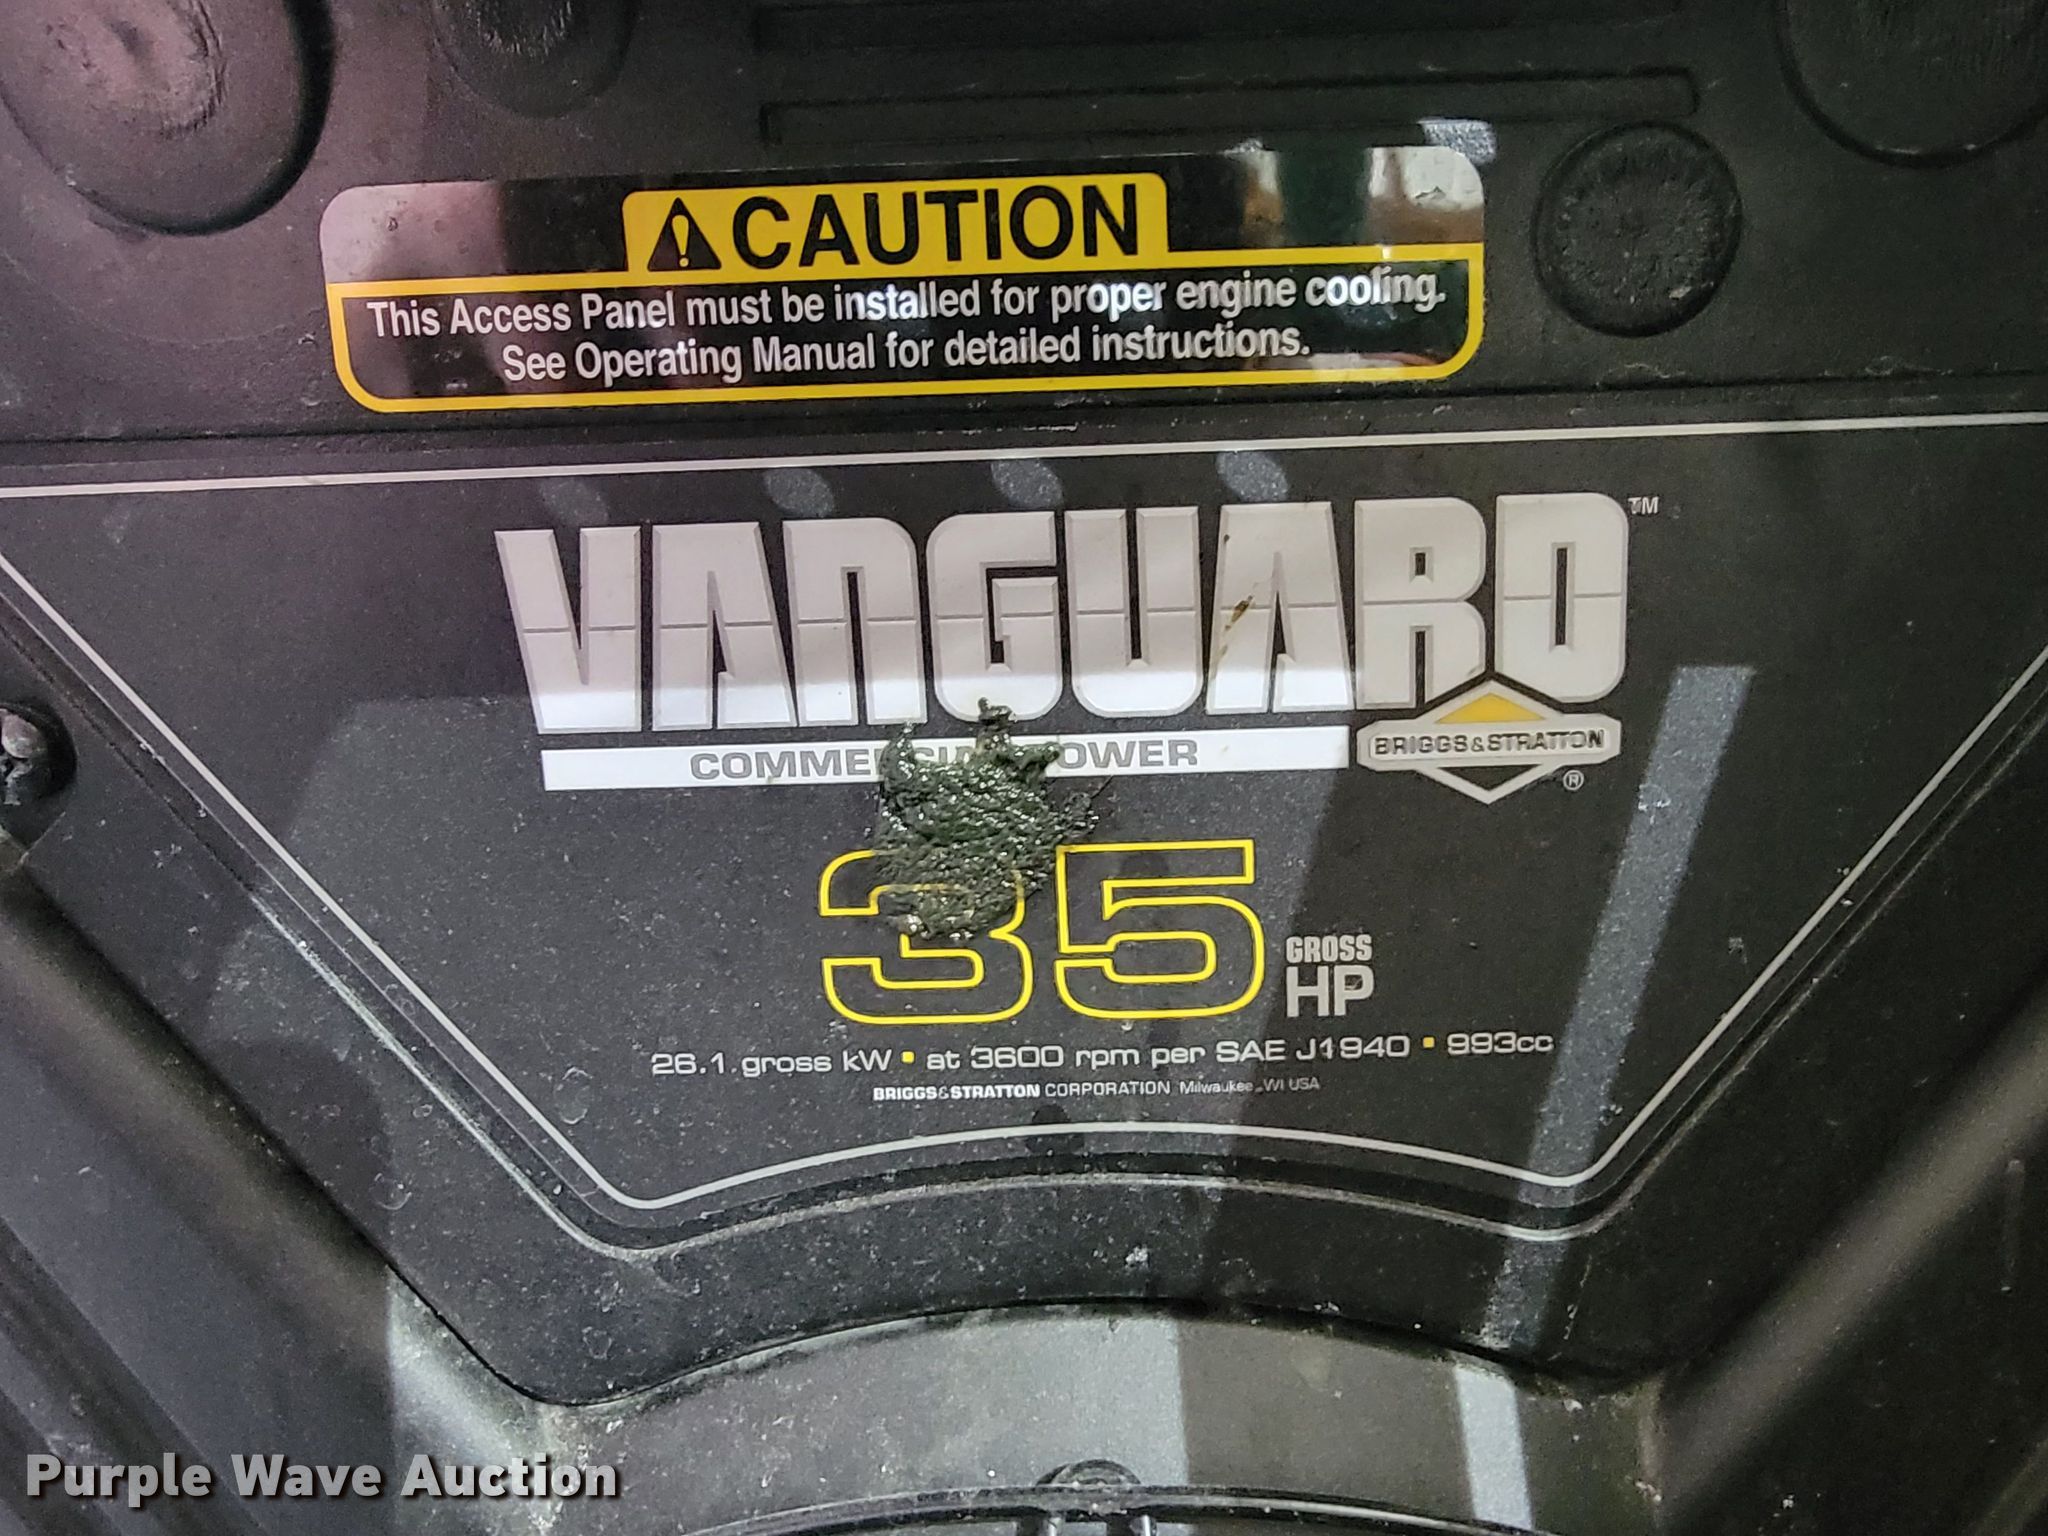 CAUTION
This Access Panel must be installed for proper engine cooling.
See Operating Manual for detailed instructions.
VANGUARD™
BRIGGS&STRATTON
®
35
GROSS
HP
26.1 gross kW • at 3600 rpm per SAE J1940 • 993cc
BRIGGS&STRATTON CORPORATION Milwaukee, WI USA
Purple Wave Auction